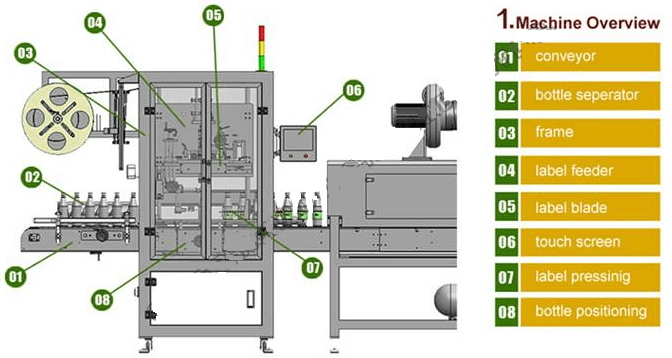 05
04
03
06
02
01
08
07
1.Machine Overview
01 conveyor
02 bottle seperator
03 frame
04 label feeder
05 label blade
06 touch screen
07 label pressinig
08 bottle positioning